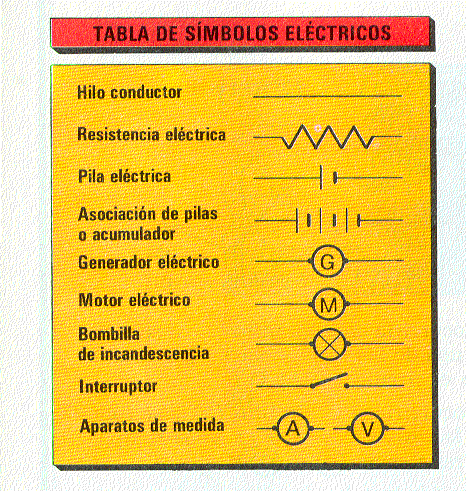 TABLA DE SÍMBOLOS ELÉCTRICOS
Hilo conductor
Resistencia eléctrica
Pila eléctrica
Asociación de pilas
o acumulador
Generador eléctrico
G
Motor eléctrico
M
Bombilla
de incandescencia
Interruptor
Aparatos de medida
A
V